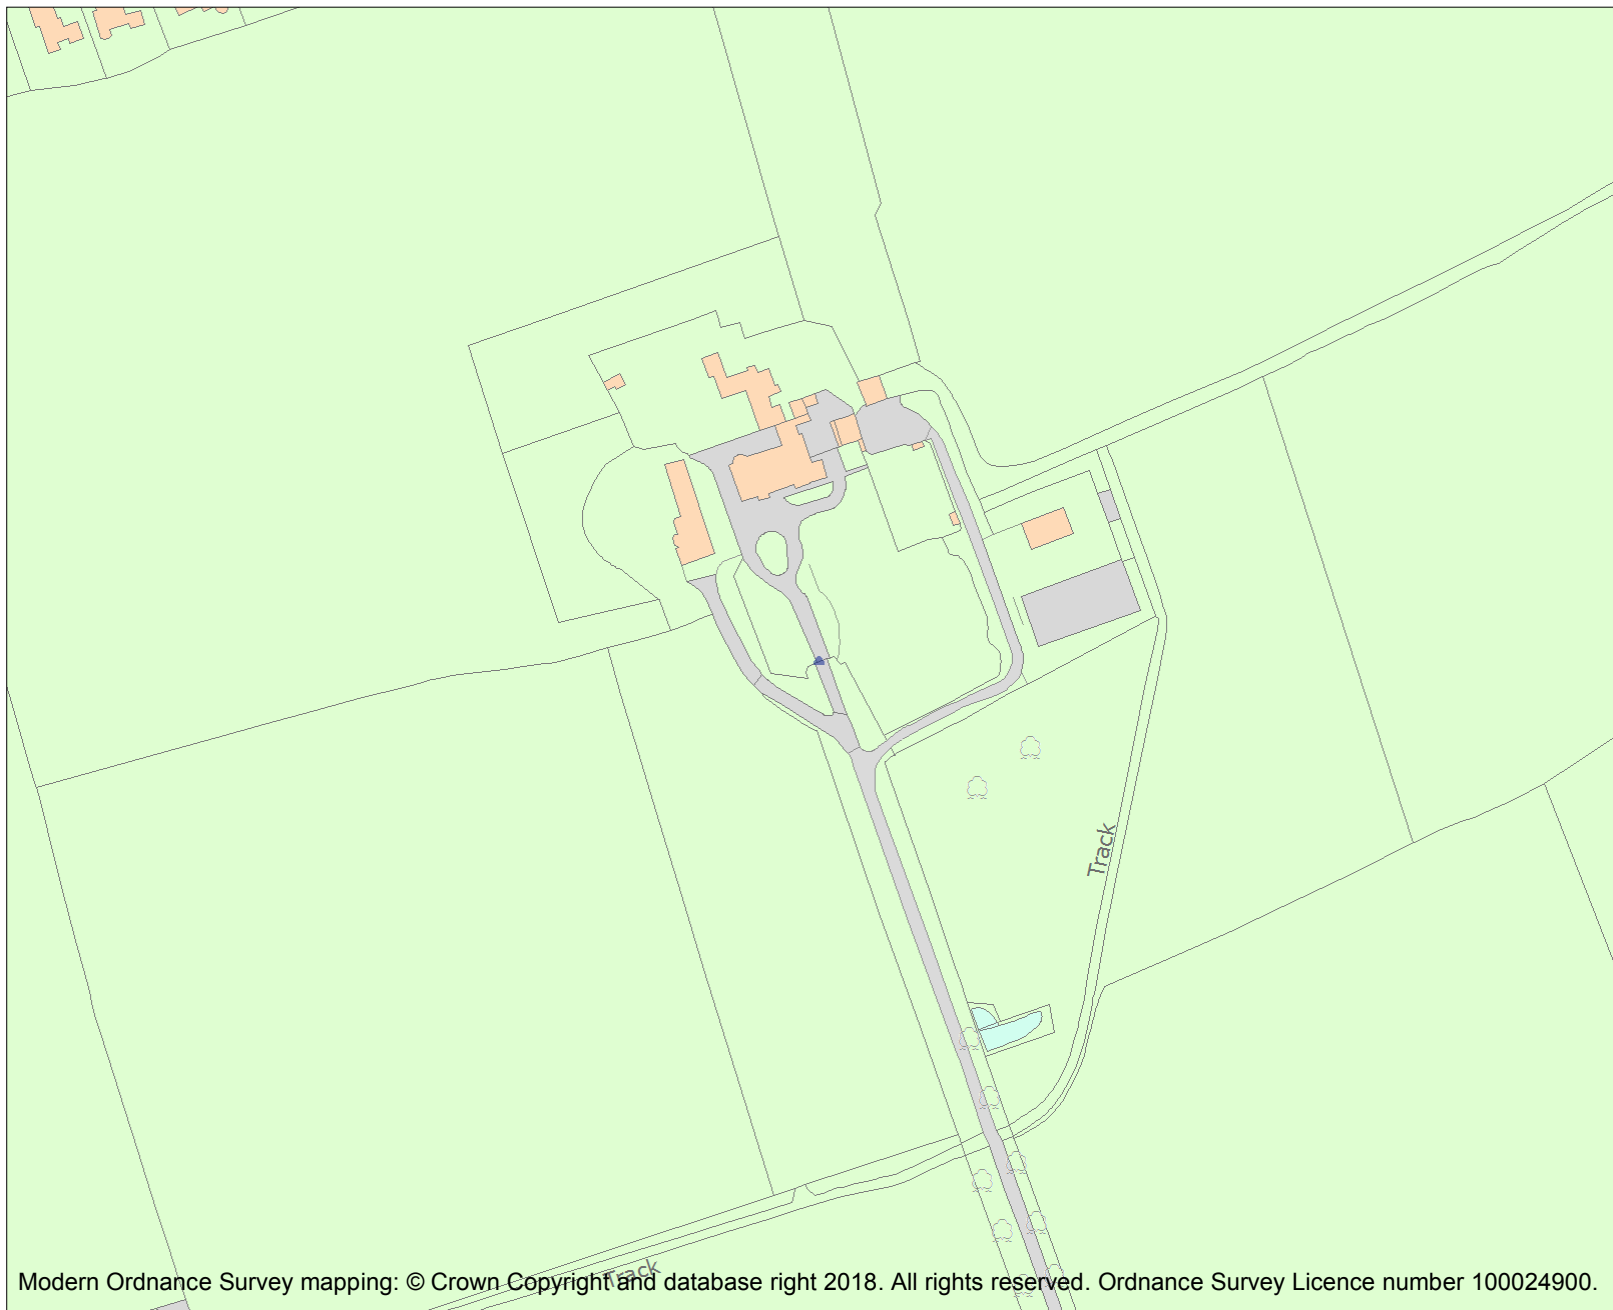 Track
Track
Modern Ordnance Survey mapping: © Crown Copyright and database right 2018. All rights reserved. Ordnance Survey Licence number 100024900.